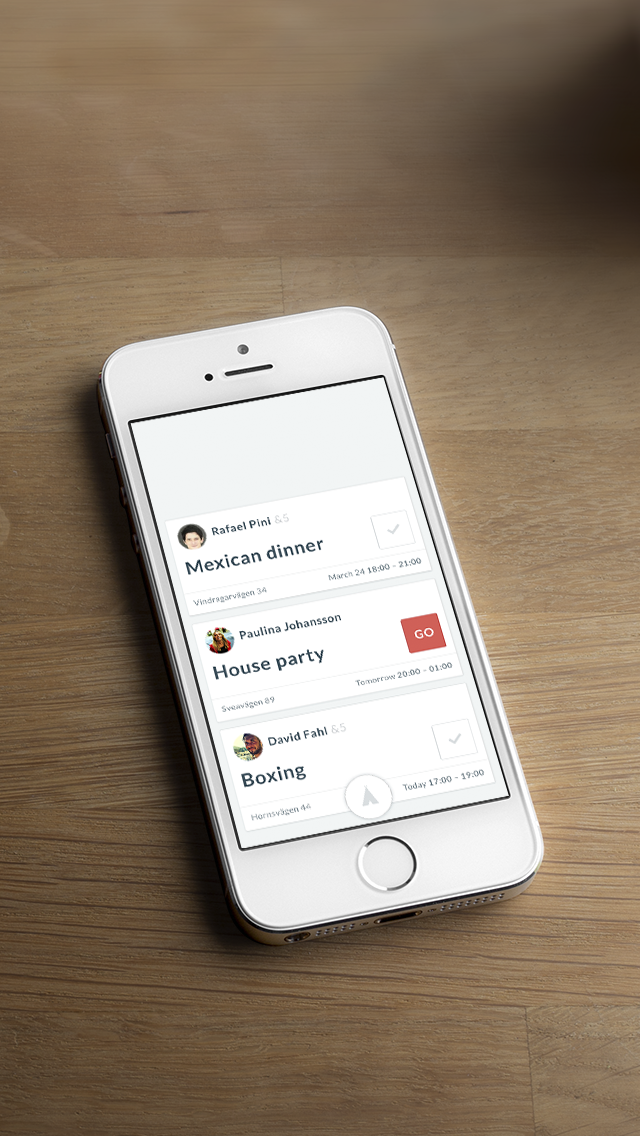 Rafael Pini &5
Mexican dinner
Vindragarvägen 34
March 24 18:00 - 21:00
Paulina Johansson
House party
GO
Sveavägen 89
Tomorrow 20:00 - 01:00
David Fahl &5
Boxing
Hornsvägen 44
Today 17:00 - 19:00